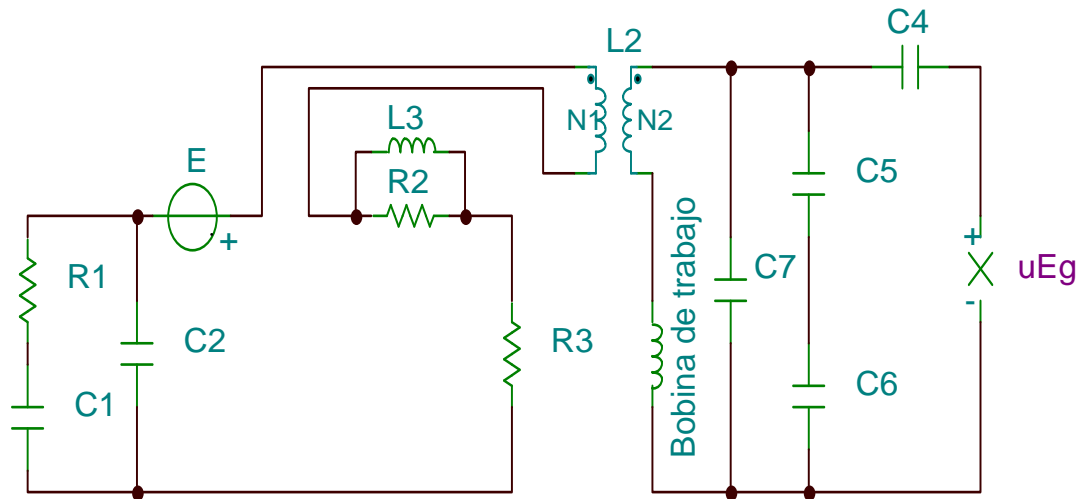 C4
L2
L3
N1
N2
E
R2
C5
+
+
R1
C7
uEg
-
C2
R3
Bobina de trabajo
C1
C6